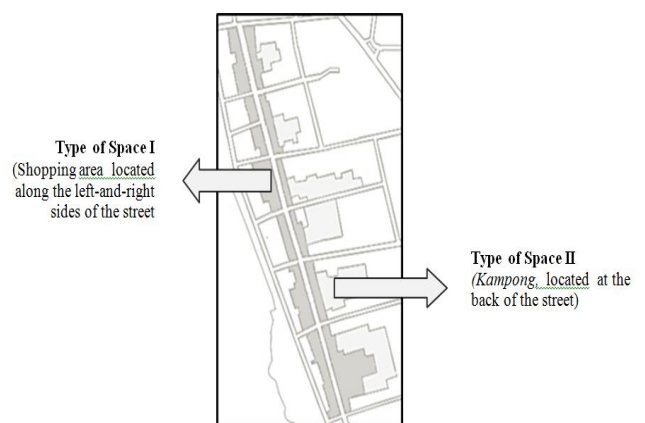 Type of Space I
(Shopping area located
along the left-and-right
sides of the street
Type of Space II
(Kampong, located at the
back of the street)